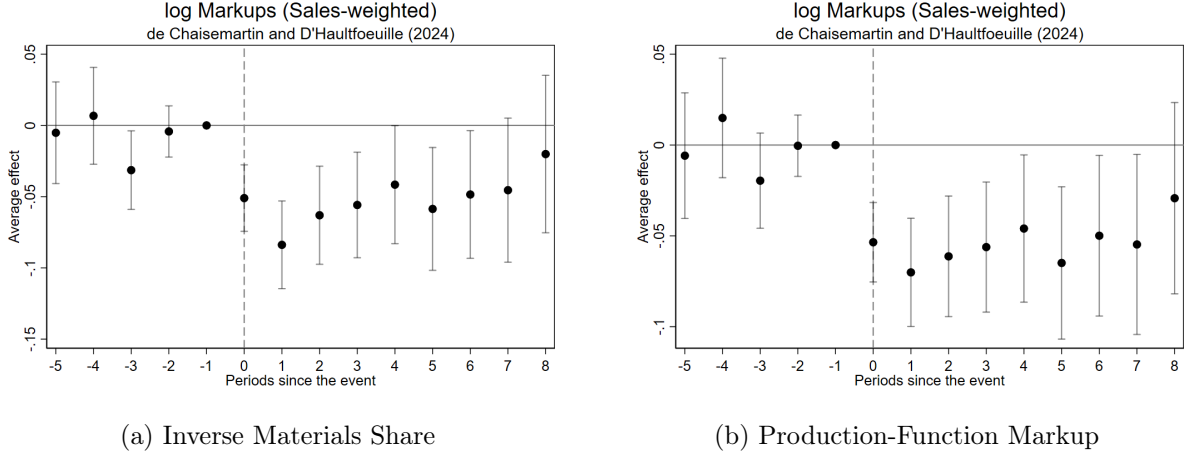 log Markups (Sales-weighted)
de Chaisemartin and D'Haultfoeuille (2024)
Average effect
.05
0
-.05
-.1
-.15
-5 -4 -3 -2 -1 0 1 2 3 4 5 6 7 8
Periods since the event
(a) Inverse Materials Share
log Markups (Sales-weighted)
de Chaisemartin and D'Haultfoeuille (2024)
Average effect
.05
0
-.05
-.1
-5 -4 -3 -2 -1 0 1 2 3 4 5 6 7 8
Periods since the event
(b) Production-Function Markup